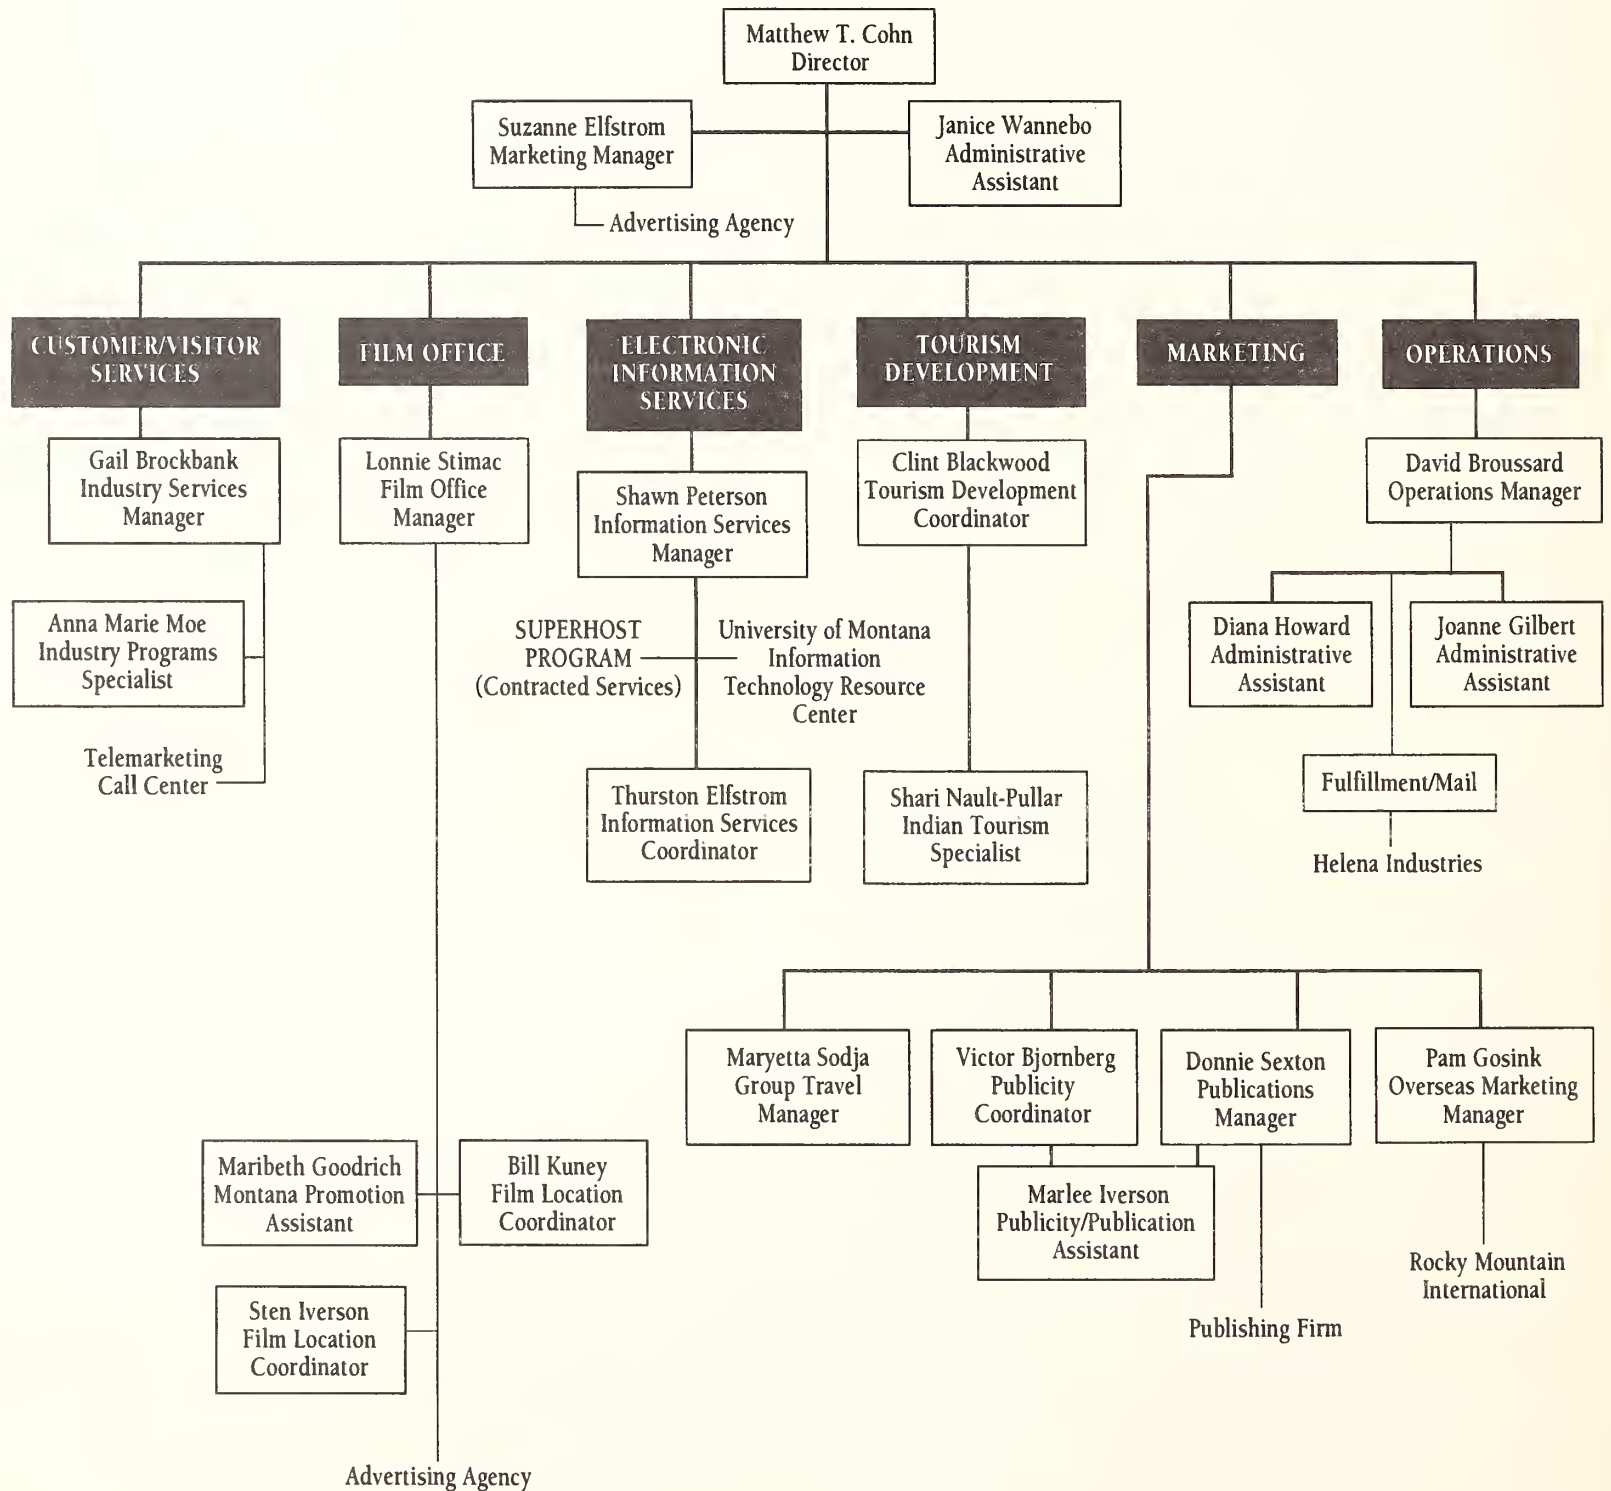 Matthew T. Cohn
Director
Suzanne Elfstrom
Marketing Manager
Janice Wannebo
Administrative
Assistant
Advertising Agency
CUSTOMER/VISITOR
SERVICES
FILM OFFICE
ELECTRONIC
INFORMATION
SERVICES
TOURISM
DEVELOPMENT
MARKETING
OPERATIONS
Gail Brockbank
Industry Services
Manager
Lonnie Stimac
Film Office
Manager
Shawn Peterson
Information Services
Manager
Clint Blackwood
Tourism Development
Coordinator
David Broussard
Operations Manager
Anna Marie Moe
Industry Programs
Specialist
SUPERHOST
PROGRAM
(Contracted Services)
University of Montana
Information
Technology Resource
Center
Diana Howard
Administrative
Assistant
Joanne Gilbert
Administrative
Assistant
Telemarketing
Call Center
Thurston Elfstrom
Information Services
Coordinator
Shari Nault-Pullar
Indian Tourism
Specialist
Fulfillment/Mail
Helena Industries
Maryetta Sodja
Group Travel
Manager
Victor Bjornberg
Publicity
Coordinator
Donnie Sexton
Publications
Manager
Pam Gosink
Overseas Marketing
Manager
Maribeth Goodrich
Montana Promotion
Assistant
Bill Kuney
Film Location
Coordinator
Marlee Iverson
Publicity/Publication
Assistant
Rocky Mountain
International
Sten Iverson
Film Location
Coordinator
Publishing Firm
Advertising Agency